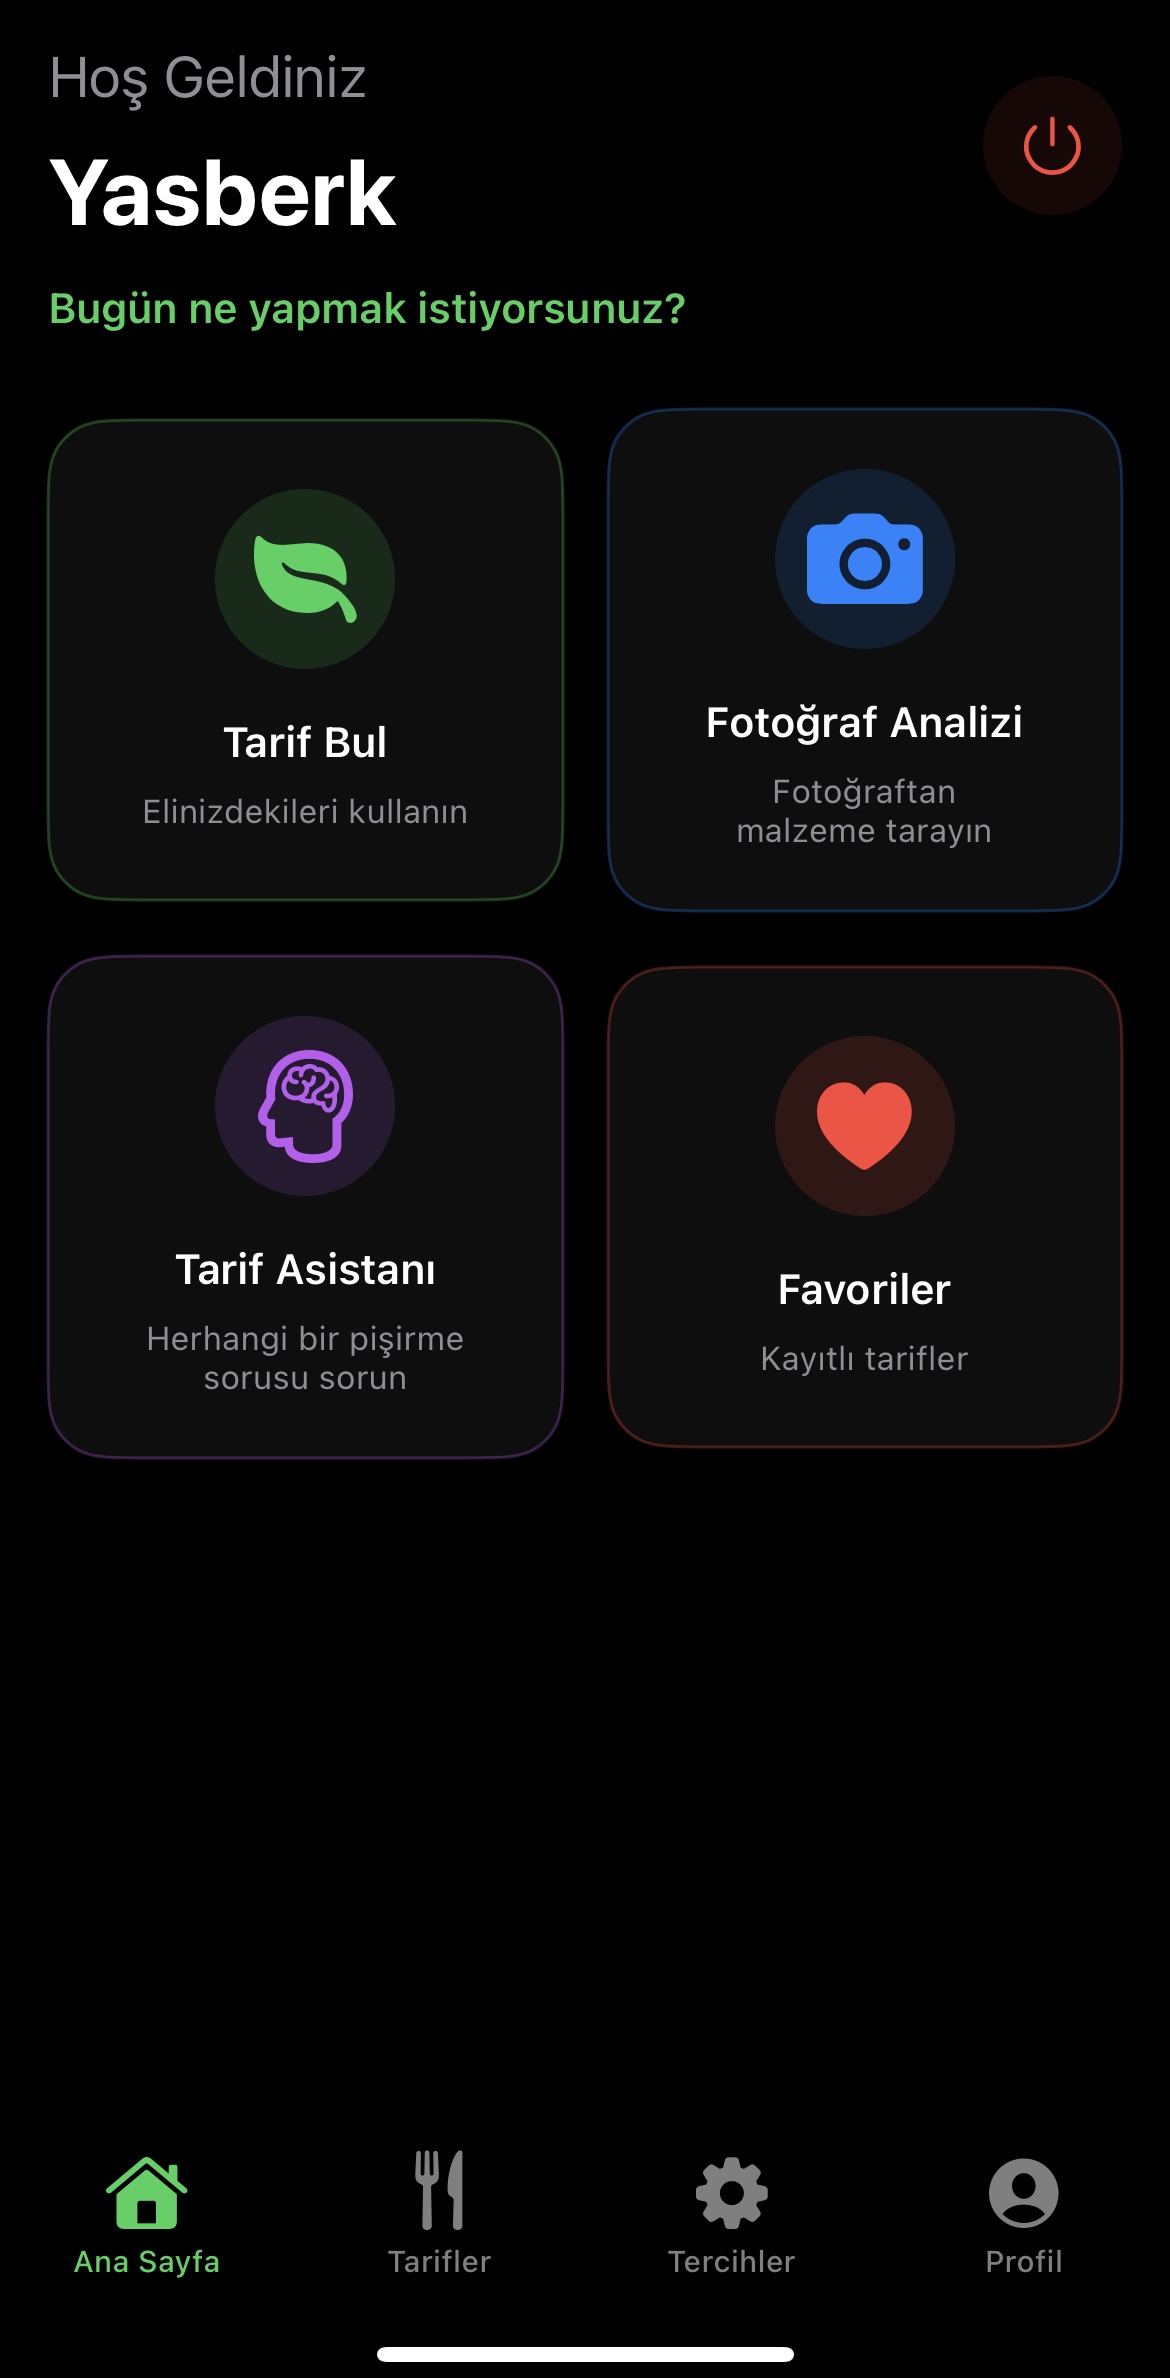 Hoş Geldiniz
Yasberk
Bugün ne yapmak istiyorsunuz?
Tarif Bul
Elinizdekileri kullanın
Fotoğraf Analizi
Fotoğraftan
malzeme tarayın
Tarif Asistanı
Herhangi bir pişirme
sorusu sorun
Favoriler
Kayıtlı tarifler
Ana Sayfa
Tarifler
Tercihler
Profil